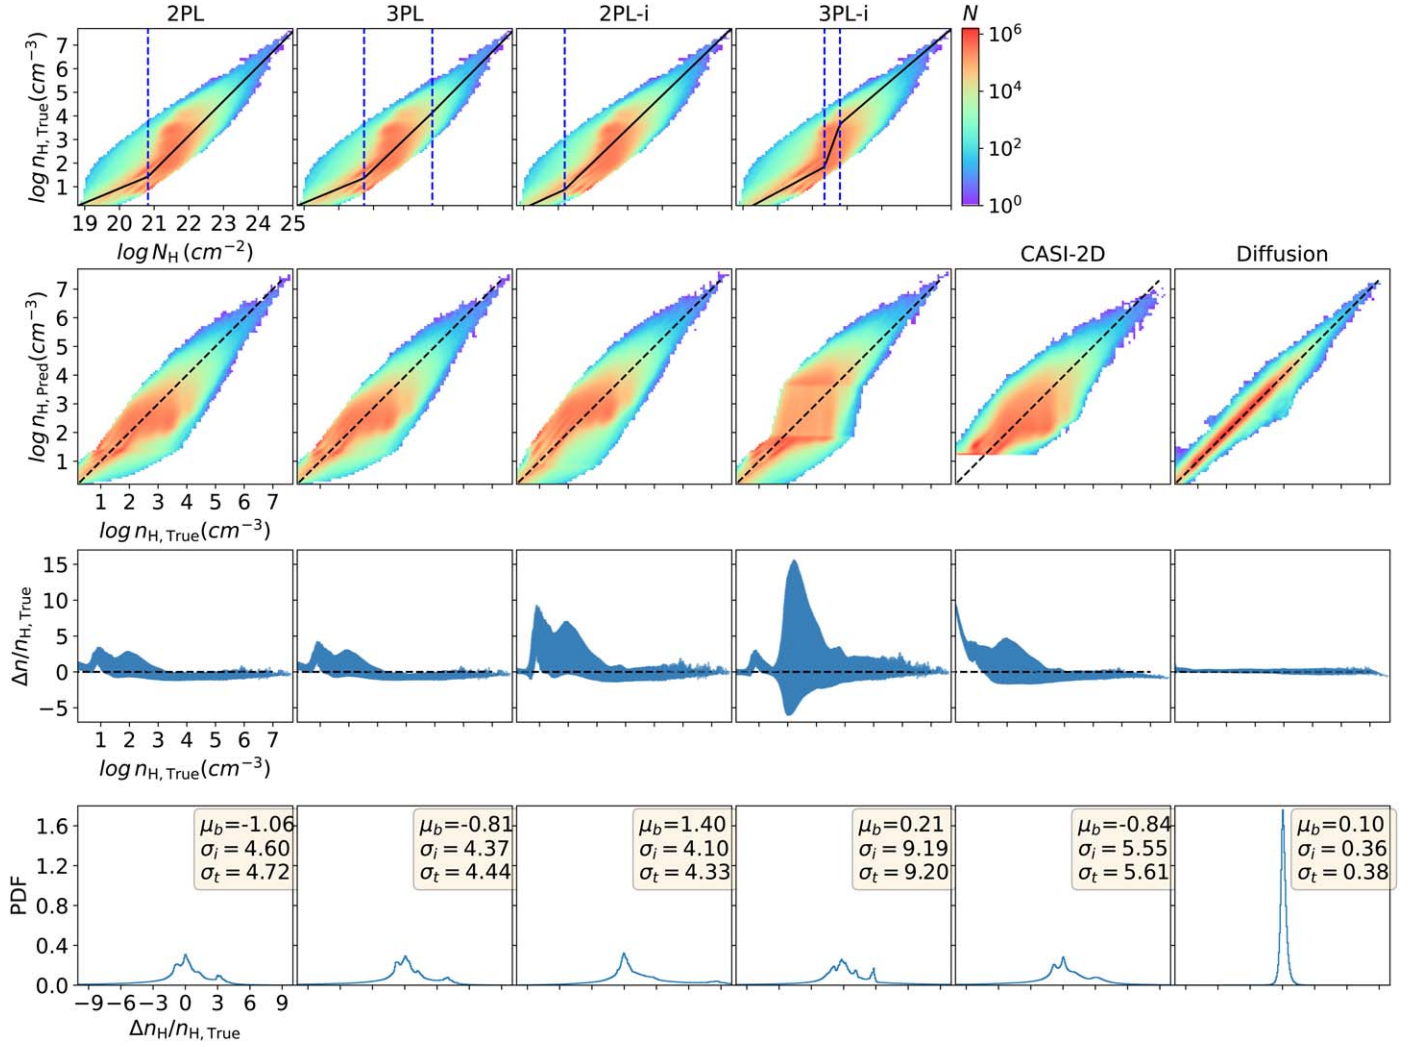 2PL 3PL 2PL-i 3PL-i N
log n_H,True (cm^−3)
7
6
5
4
3
2
1
19 20 21 22 23 24 25
log N_H (cm^−2)
10^6
10^4
10^2
10^0
CASI-2D Diffusion
log n_H,Pred (cm^−3)
7
6
5
4
3
2
1
1 2 3 4 5 6 7
log n_H,True (cm^−3)
Δn/n_H,True
15
10
5
0
−5
1 2 3 4 5 6 7
log n_H,True (cm^−3)
PDF
1.6
1.2
0.8
0.4
0.0
μ_b=-1.06
σ_i = 4.60
σ_t = 4.72
μ_b=-0.81
σ_i = 4.37
σ_t = 4.44
μ_b=1.40
σ_i = 4.10
σ_t = 4.33
μ_b=0.21
σ_i = 9.19
σ_t = 9.20
μ_b=-0.84
σ_i = 5.55
σ_t = 5.61
μ_b=0.10
σ_i = 0.36
σ_t = 0.38
−9 −6 −3 0 3 6 9
Δn_H/n_H,True